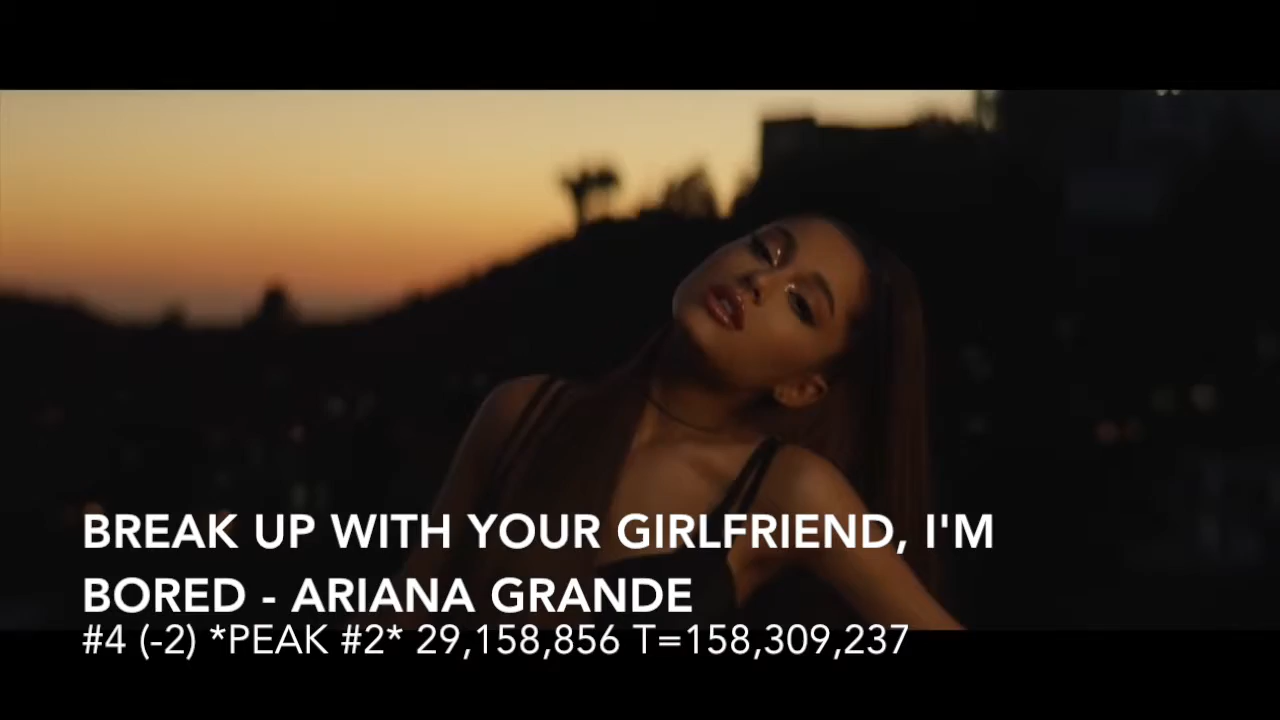 BREAK UP WITH YOUR GIRLFRIEND, I'M
BORED - ARIANA GRANDE
#4 (-2) *PEAK #2* 29,158,856 T=158,309,237